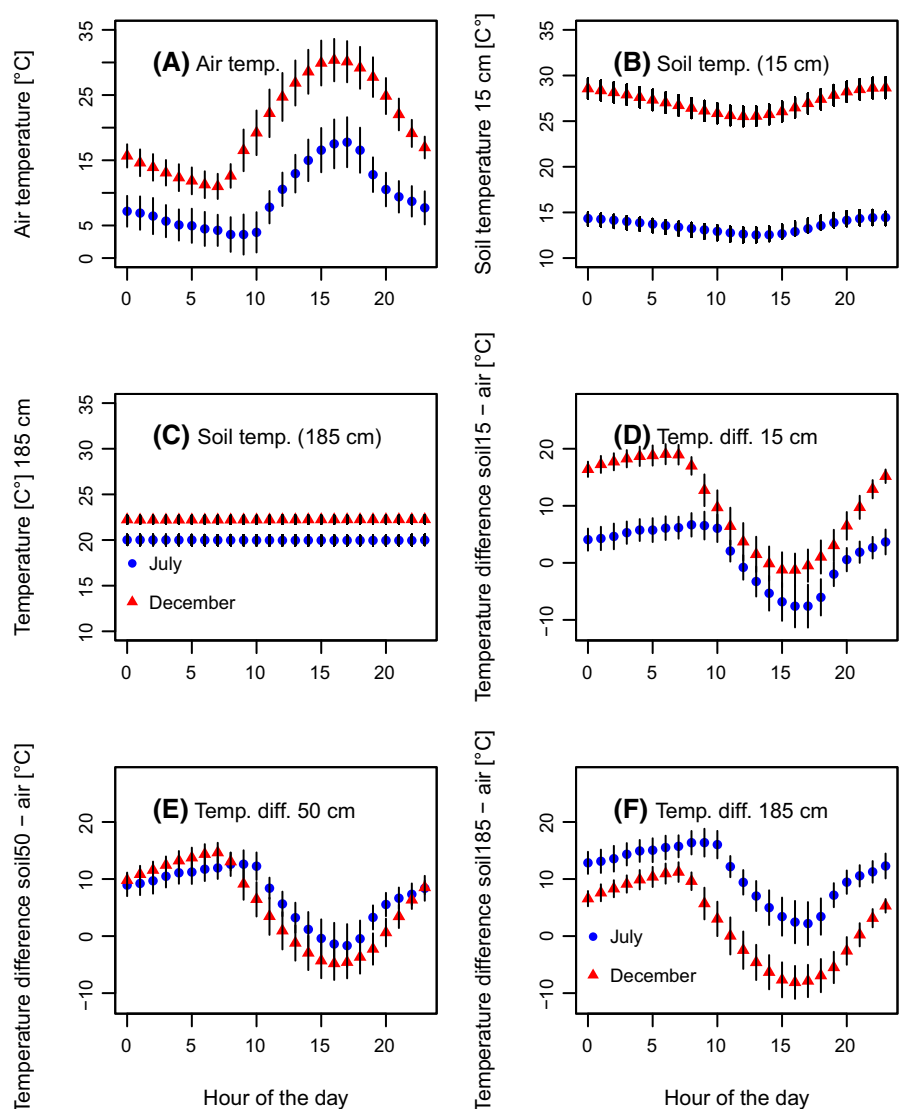 Air temperature [°C]
35
25
15
5
0
(A) Air temp.
0 5 10 15 20
Soil temperature 15 cm [C°]
35
30
25
20
15
10
(B) Soil temp. (15 cm)
0 5 10 15 20
Temperature [C°] 185 cm
35
30
25
20
15
10
(C) Soil temp. (185 cm)
July
December
0 5 10 15 20
Temperature difference soil15 − air [°C]
20
10
0
−10
(D) Temp. diff. 15 cm
0 5 10 15 20
Temperature difference soil50 − air [°C]
20
10
0
−10
(E) Temp. diff. 50 cm
0 5 10 15 20
Hour of the day
Temperature difference soil185 − air [°C]
20
10
0
−10
(F) Temp. diff. 185 cm
July
December
0 5 10 15 20
Hour of the day